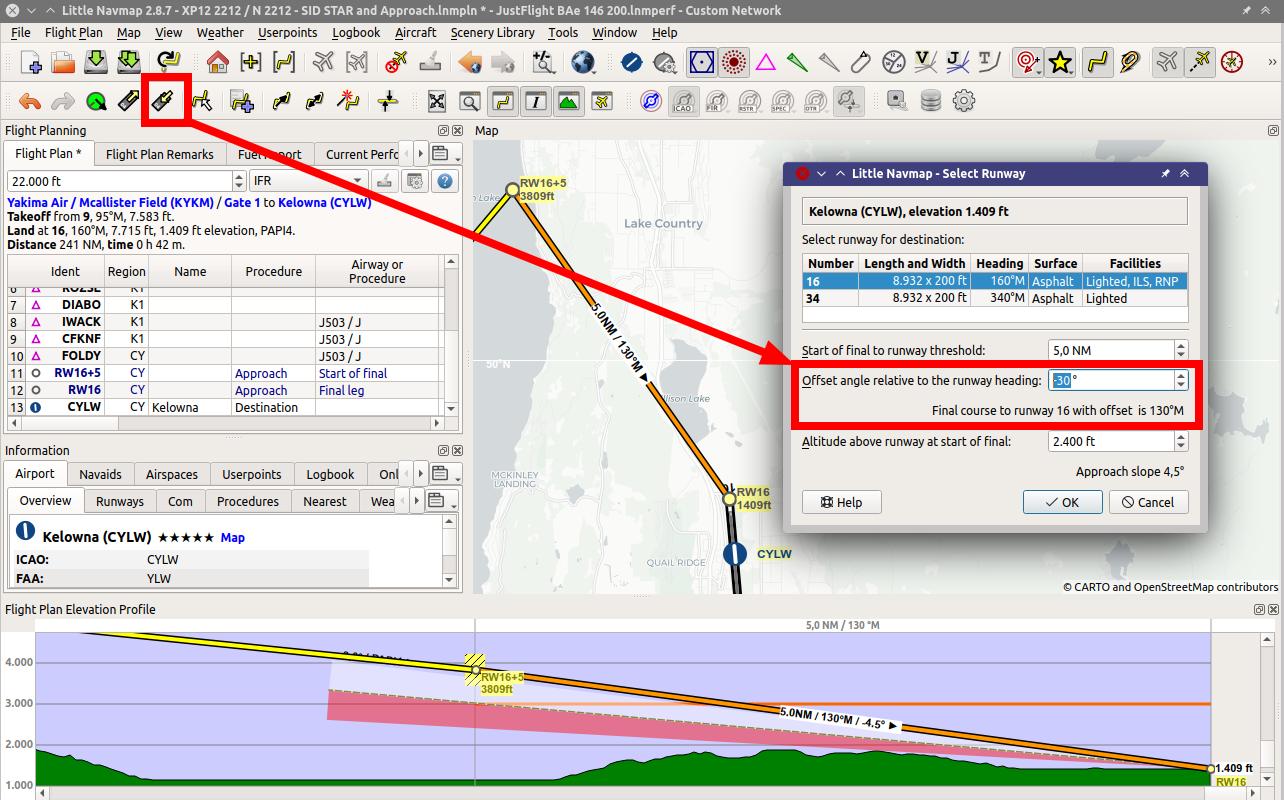 Little Navmap 2.8.7 - XP12 2212 / N 2212 - SID STAR and Approach.lnmpln * - JustFlight BAe 146 200.lnmperf - Custom Network
File Flight Plan Map View Weather Userpoints Logbook Aircraft Scenery Library Tools Window Help
ICAO FIR RSTR SPEC OTR
Flight Planning
Flight Plan * Flight Plan Remarks Fuel Report Current Perfo
22.000 ft IFR
Yakima Air / Mcallister Field (KYKM) / Gate 1 to Kelowna (CYLW)
Takeoff from 9, 95°M, 7.583 ft.
Land at 16, 160°M, 7.715 ft, 1.409 ft elevation, PAPI4.
Distance 241 NM, time 0 h 42 m.
Ident Region Name Procedure Airway or Procedure
7 DIABO K1
8 IWACK K1 J503 / J
9 CFKNF K1 J503 / J
10 FOLDY CY J503 / J
11 RW16+5 CY Approach Start of final
12 RW16 CY Approach Final leg
13 CYLW CY Kelowna Destination
Information
Airport Navaids Airspaces Userpoints Logbook Onl
Overview Runways Com Procedures Nearest Wea
Kelowna (CYLW) ★★★★★ Map
ICAO: CYLW
FAA: YLW
Map
RW16+5
3809ft
Lake Country
5.0NM / 130°M ►
50°N
llison Lake
MCKINLEY
LANDING
RW16
1409ft
CYLW
QUAIL RIDGE
© CARTO and OpenStreetMap contributors
Little Navmap - Select Runway
Kelowna (CYLW), elevation 1.409 ft
Select runway for destination:
Number Length and Width Heading Surface Facilities
16 8.932 x 200 ft 160°M Asphalt Lighted, ILS, RNP
34 8.932 x 200 ft 340°M Asphalt Lighted
Start of final to runway threshold: 5,0 NM
Offset angle relative to the runway heading: -30 °
Final course to runway 16 with offset is 130°M
Altitude above runway at start of final: 2.400 ft
Approach slope 4,5°
Help OK Cancel
Flight Plan Elevation Profile
5,0 NM / 130 °M
4.000
3.000
2.000
1.000
RW16+5
3809ft
5.0NM / 130°M / -4.5° ►
1.409 ft
RW16